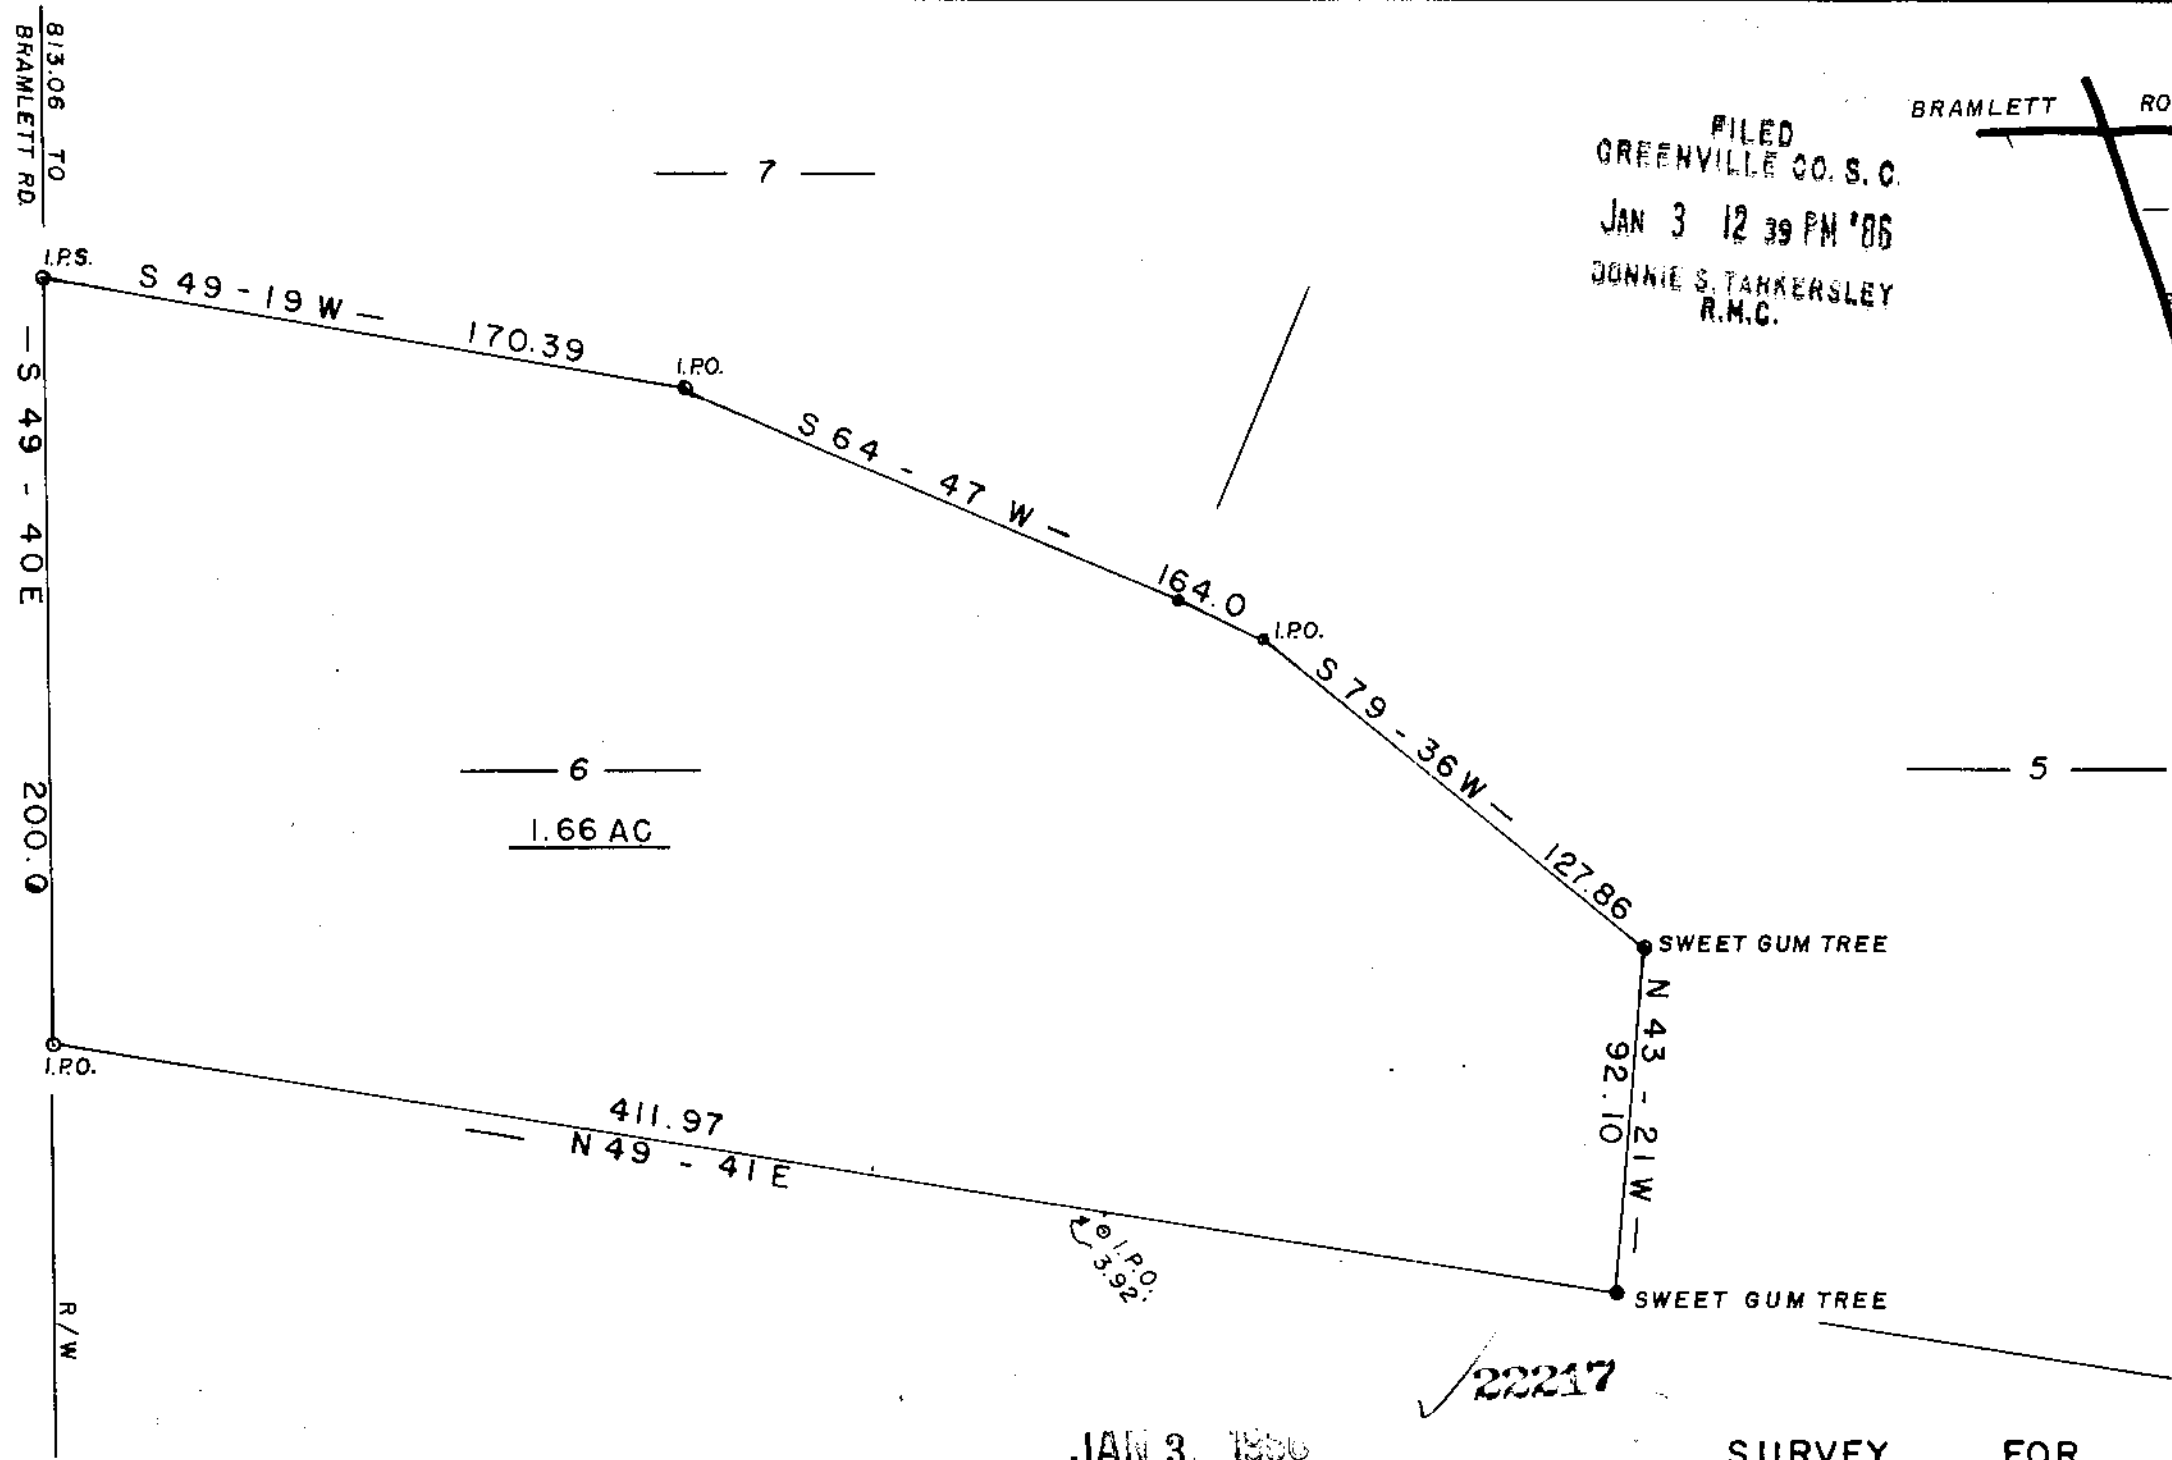 813.06 TO
BRAMLETT RD.
7
FILED
GREENVILLE CO. S. C.
JAN 3 12 39 PM '86
DONNIE S. TANKERSLEY
R.M.C.
BRAMLETT RO
I.P.S.
S 49 - 19 W —
170.39
I.P.O.
— S 49 - 40 E
200.0
S 64 - 47 W —
164.0
I.P.O.
S 79 - 36 W —
127.86
6
1.66 AC
5
SWEET GUM TREE
N 43 - 21 W —
92.10
I.P.O.
411.97
— N 49 - 41 E
I.P.O.
3.92'
SWEET GUM TREE
R/W
22217
JAN 3. 1986
SURVEY FOR